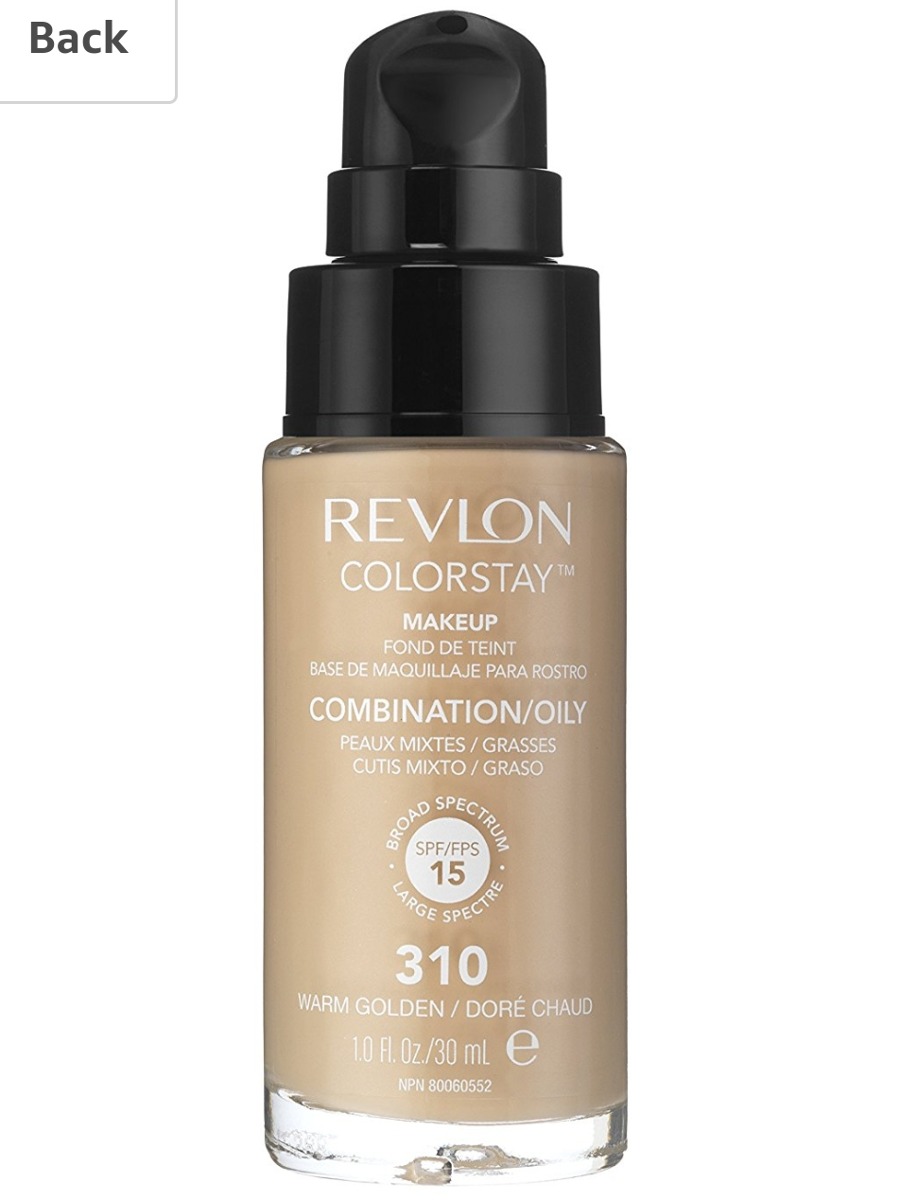 Back
REVLON
COLORSTAY™
MAKEUP
FOND DE TEINT
BASE DE MAQUILLAJE PARA ROSTRO
COMBINATION/OILY
PEAUX MIXTES / GRASSES
CUTIS MIXTO / GRASO
BROAD SPECTRUM
SPF/FPS
15
LARGE SPECTRE
310
WARM GOLDEN / DORÉ CHAUD
1.0 Fl. Oz./30 mL ℮
NPN 80060552